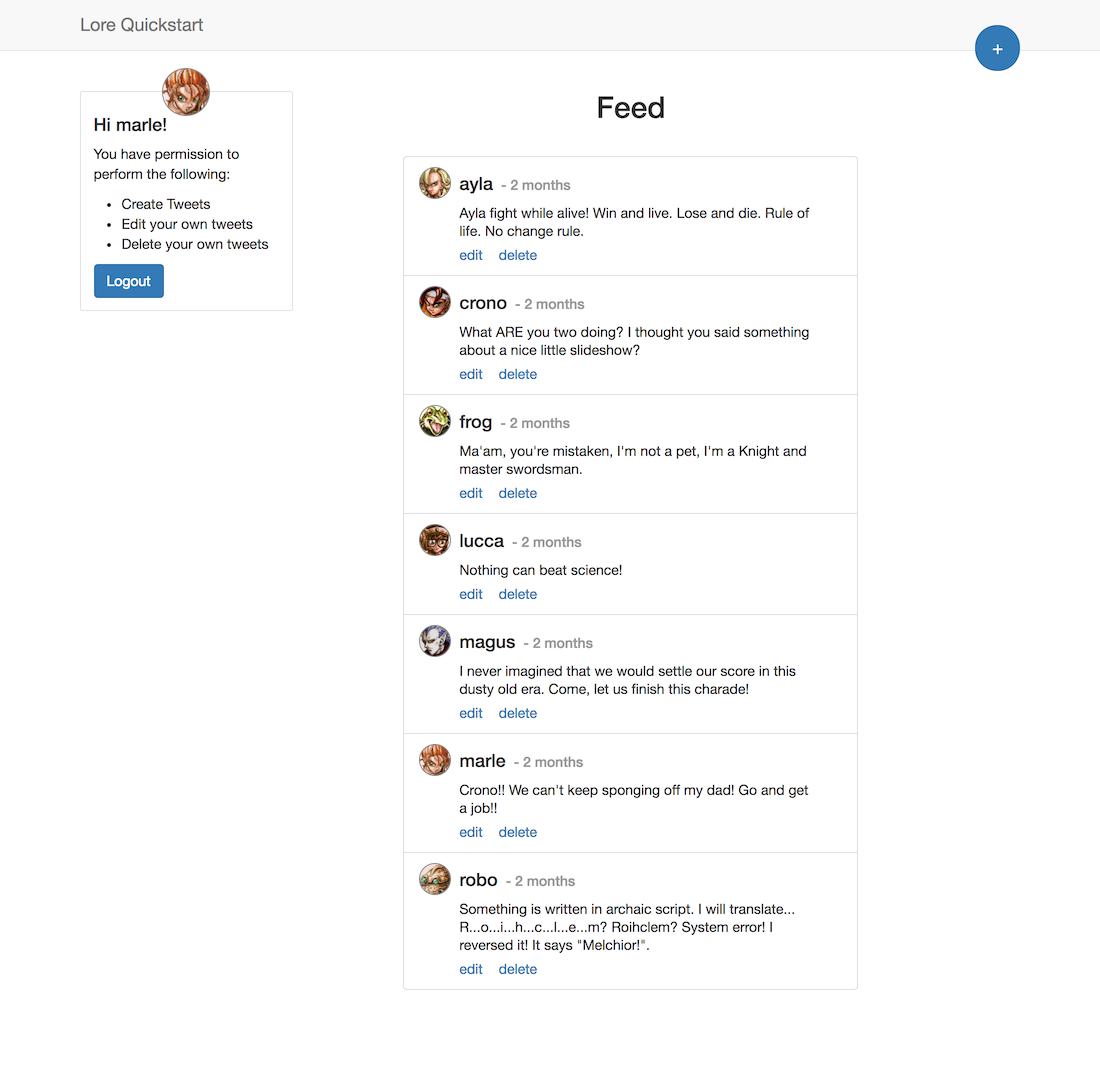 Lore Quickstart
+
Hi marle!
You have permission to
perform the following:
• Create Tweets
• Edit your own tweets
• Delete your own tweets
Logout
Feed
ayla - 2 months
Ayla fight while alive! Win and live. Lose and die. Rule of
life. No change rule.
edit delete
crono - 2 months
What ARE you two doing? I thought you said something
about a nice little slideshow?
edit delete
frog - 2 months
Ma'am, you're mistaken, I'm not a pet, I'm a Knight and
master swordsman.
edit delete
lucca - 2 months
Nothing can beat science!
edit delete
magus - 2 months
I never imagined that we would settle our score in this
dusty old era. Come, let us finish this charade!
edit delete
marle - 2 months
Crono!! We can't keep sponging off my dad! Go and get
a job!!
edit delete
robo - 2 months
Something is written in archaic script. I will translate...
R...o...i...h...c...l...e...m? Roihclem? System error! I
reversed it! It says "Melchior!".
edit delete